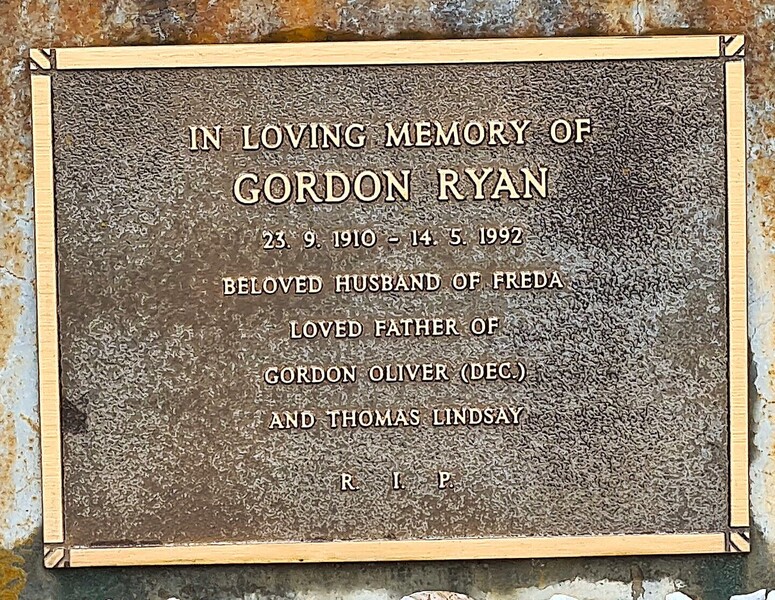 IN LOVING MEMORY OF
GORDON RYAN
23. 9. 1910 - 14. 5. 1992
BELOVED HUSBAND OF FREDA
LOVED FATHER OF
GORDON OLIVER (DEC.)
AND THOMAS LINDSAY
R. I. P.